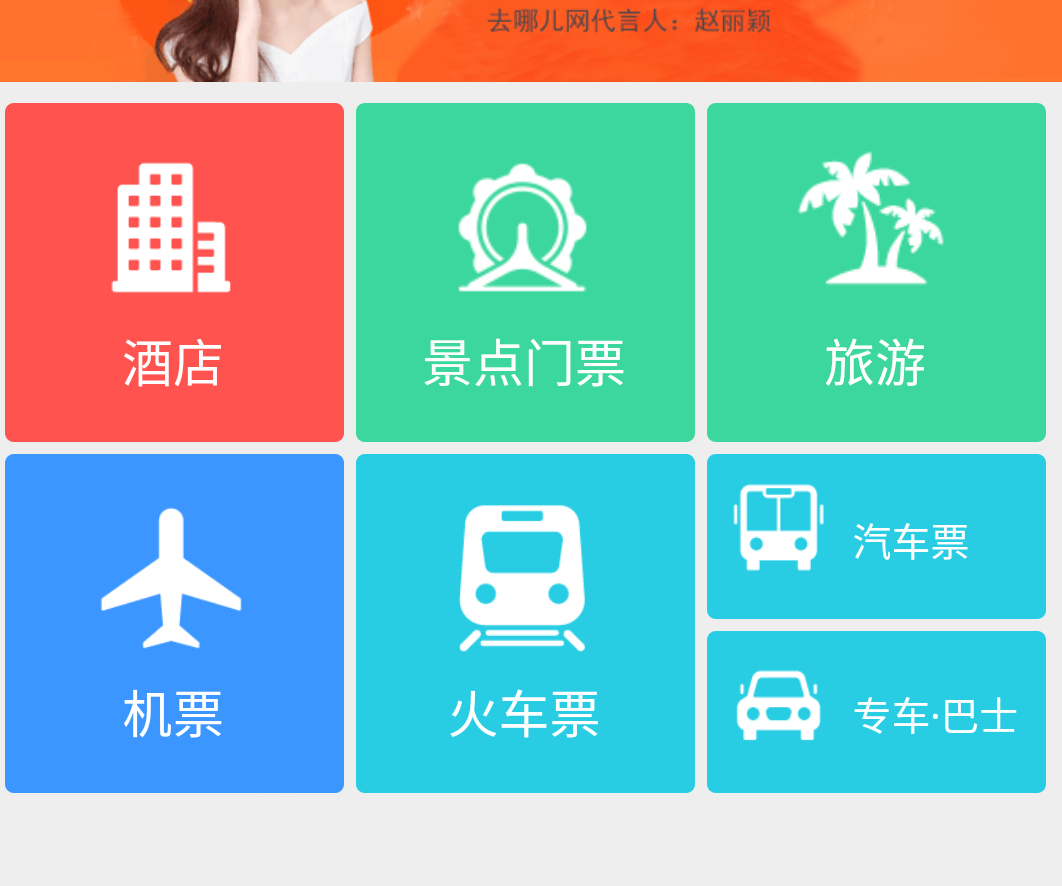 去哪儿网代言人：赵丽颖
酒店
景点门票
旅游
机票
火车票
汽车票
专车·巴士